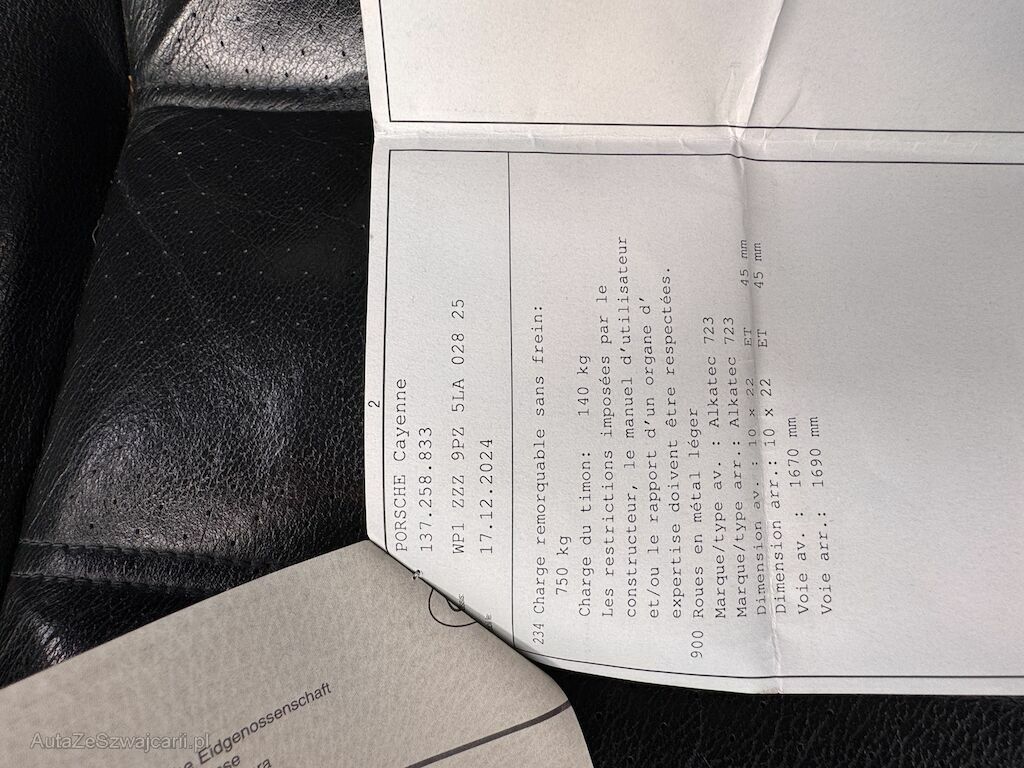 2
PORSCHE Cayenne
137.258.833
WP1 ZZZ 9PZ 5LA 028 25
17.12.2024
234 Charge remorquable sans frein:
750 kg
Charge du timon: 140 kg
Les restrictions imposées par le
constructeur, le manuel d'utilisateur
et/ou le rapport d'un organe d'
expertise doivent être respectées.
900 Roues en métal léger
Marque/type av. : Alkatec 723
Marque/type arr.: Alkatec 723
Dimension av. : 10 x 22 ET 45 mm
Dimension arr.: 10 x 22 ET 45 mm
Voie av. : 1670 mm
Voie arr.: 1690 mm
Eidgenossenschaft
AutaZeSzwajcarii.pl